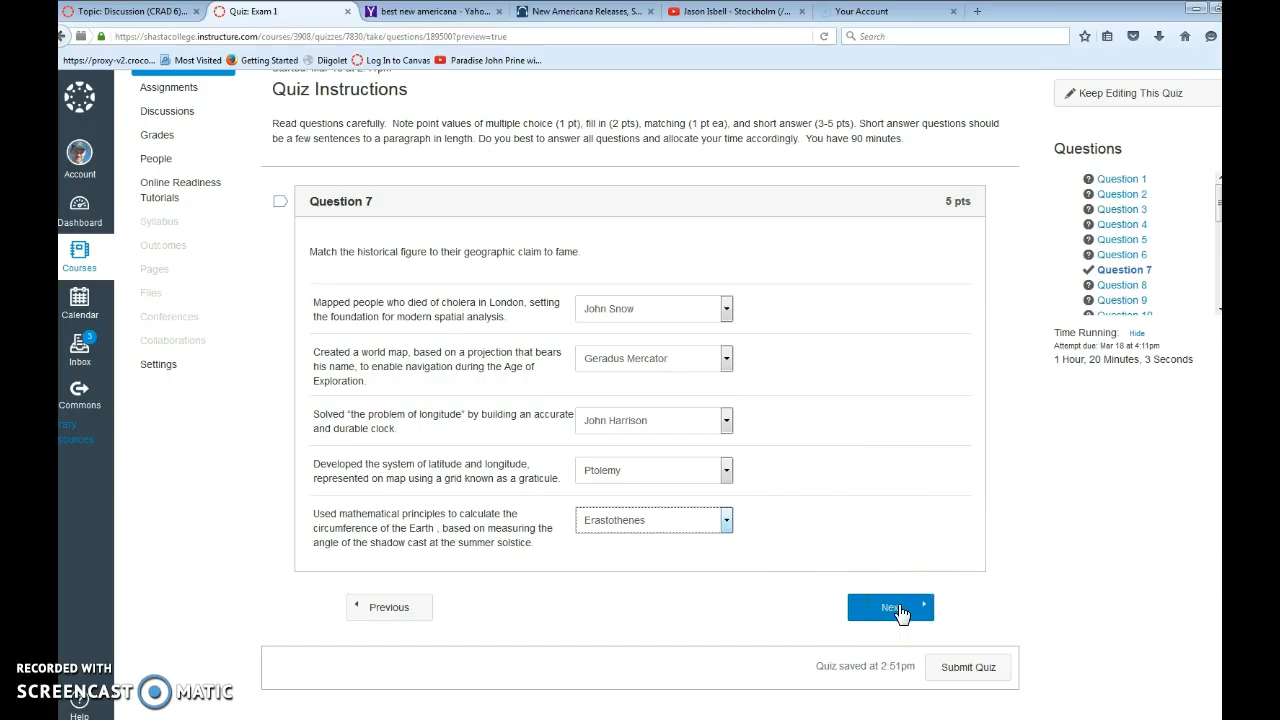 Topic: Discussion (CRAD 6)...
Quiz: Exam 1
best new americana - Yaho...
New Americana Releases, S...
Jason Isbell - Stockholm (...
Your Account
https://shastacollege.instructure.com/courses/3908/quizzes/7830/take/questions/189500?preview=true
Search
https://proxy-v2.croco...
Most Visited
Getting Started
Diigolet
Log In to Canvas
Paradise John Prine wi...
Account
Dashboard
Courses
Calendar
3
Inbox
Commons
rary
sources
Help
Assignments
Discussions
Grades
People
Online Readiness
Tutorials
Syllabus
Outcomes
Pages
Files
Conferences
Collaborations
Settings
Quiz Instructions
Read questions carefully. Note point values of multiple choice (1 pt), fill in (2 pts), matching (1 pt ea), and short answer (3-5 pts). Short answer questions should
be a few sentences to a paragraph in length. Do you best to answer all questions and allocate your time accordingly. You have 90 minutes.
Question 7
5 pts
Match the historical figure to their geographic claim to fame.
Mapped people who died of cholera in London, setting
the foundation for modern spatial analysis.
John Snow
Created a world map, based on a projection that bears
his name, to enable navigation during the Age of
Exploration.
Geradus Mercator
Solved "the problem of longitude" by building an accurate
and durable clock.
John Harrison
Developed the system of latitude and longitude,
represented on map using a grid known as a graticule.
Ptolemy
Used mathematical principles to calculate the
circumference of the Earth , based on measuring the
angle of the shadow cast at the summer solstice.
Erastothenes
Previous
Quiz saved at 2:51pm
Submit Quiz
Keep Editing This Quiz
Questions
Question 1
Question 2
Question 3
Question 4
Question 5
Question 6
Question 7
Question 8
Question 9
Question 10
Time Running: Hide
Attempt due: Mar 18 at 4:11pm
1 Hour, 20 Minutes, 3 Seconds
RECORDED WITH
SCREENCAST MATIC